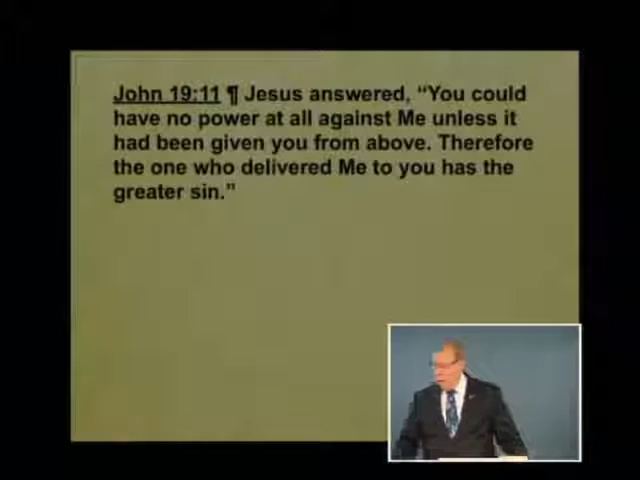 John 19:11 ¶ Jesus answered, “You could
have no power at all against Me unless it
had been given you from above. Therefore
the one who delivered Me to you has the
greater sin.”